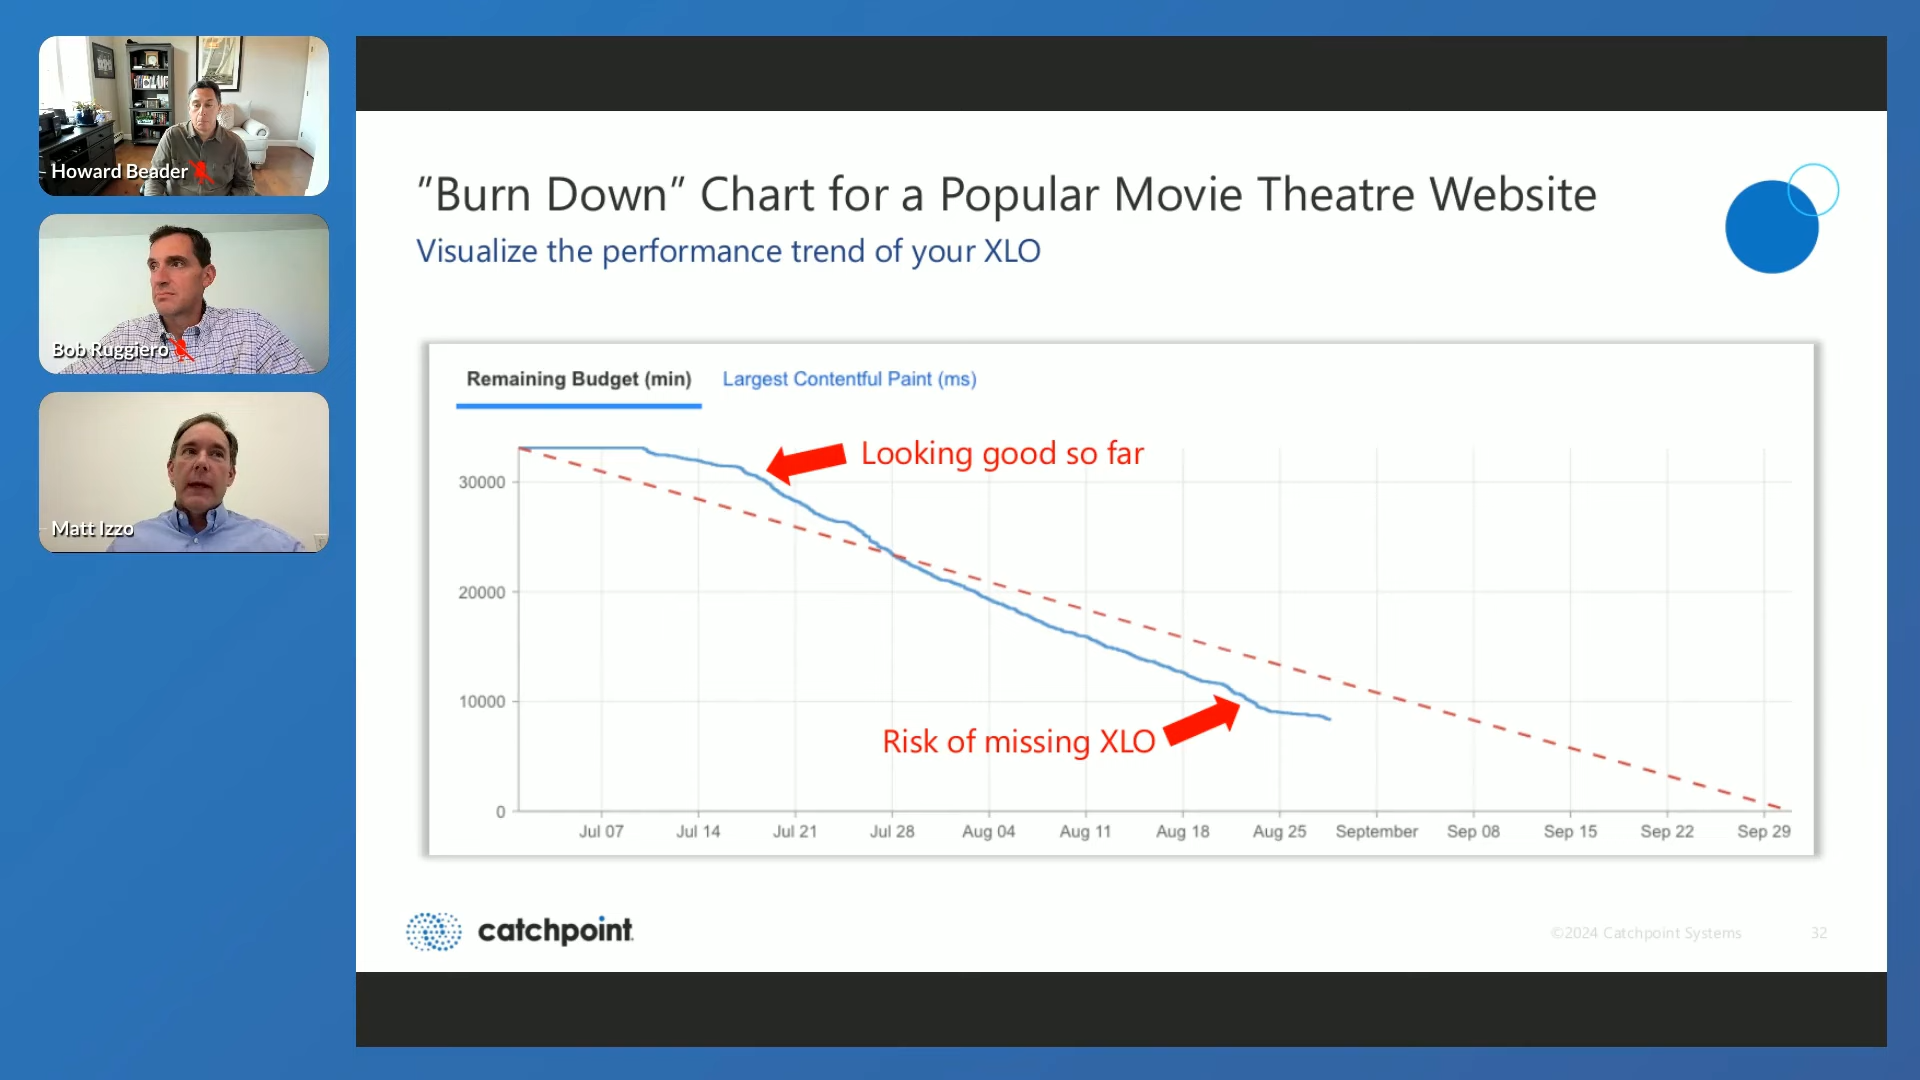 Howard Beader
Bob Ruggiero
Matt Izzo
”Burn Down” Chart for a Popular Movie Theatre Website
Visualize the performance trend of your XLO
Remaining Budget (min) Largest Contentful Paint (ms)
Looking good so far
30000
20000
10000
Risk of missing XLO
0
Jul 07 Jul 14 Jul 21 Jul 28 Aug 04 Aug 11 Aug 18 Aug 25 September Sep 08 Sep 15 Sep 22 Sep 29
catchpoint
©2024 Catchpoint Systems 32